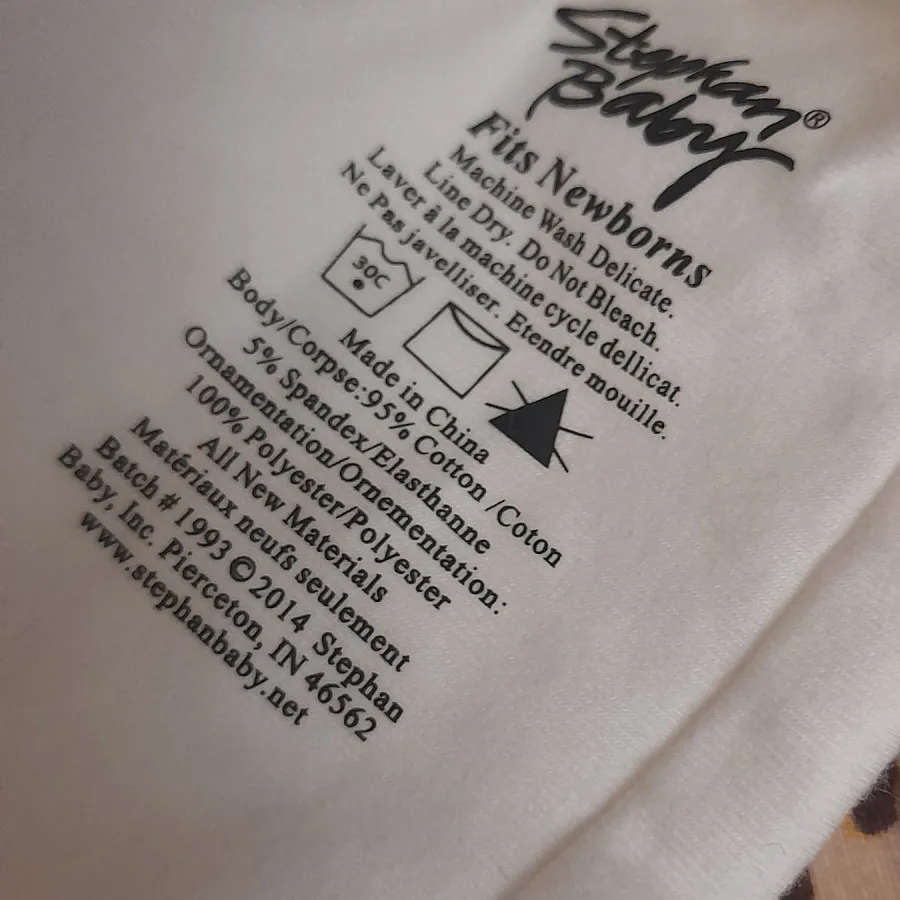 Stephan
Baby®
Fits Newborns
Machine Wash Delicate.
Line Dry. Do Not Bleach.
Laver à la machine cycle dellicat.
Ne Pas javelliser. Etendre mouille.
30C
Made in China
Body/Corpse:95% Cotton /Coton
5% Spandex/Elasthanne
Ornamentation/Ornementation:
100% Polyester/Polyester
All New Materials
Matériaux neufs seulement
Batch # 1993 © 2014 Stephan
Baby, Inc. Pierceton, IN 46562
www.stephanbaby.net